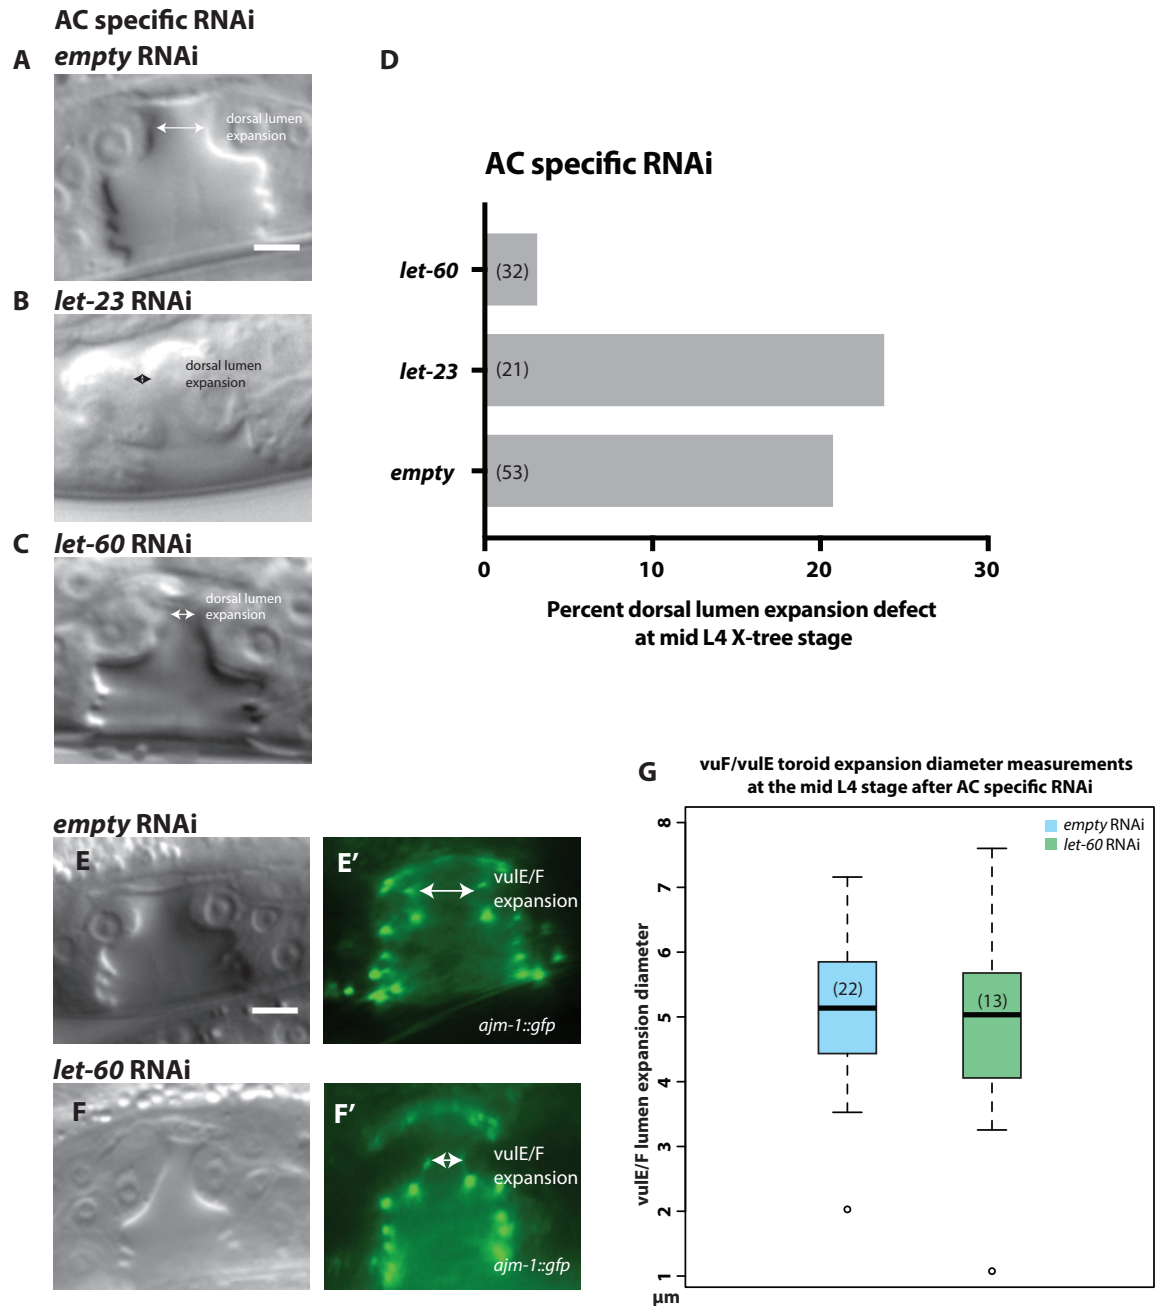 AC specific RNAi
A
empty RNAi
dorsal lumen
expansion
B
let-23 RNAi
dorsal lumen
expansion
C
let-60 RNAi
dorsal lumen
expansion
D
AC specific RNAi
let-60
(32)
let-23
(21)
empty
(53)
0 10 20 30
Percent dorsal lumen expansion defect
at mid L4 X-tree stage
empty RNAi
E
E'
vulE/F
expansion
ajm-1::gfp
let-60 RNAi
F
F'
vulE/F
expansion
ajm-1::gfp
G
vuF/vulE toroid expansion diameter measurements
at the mid L4 stage after AC specific RNAi
empty RNAi
let-60 RNAi
vulE/F lumen expansion diameter
8
7
6
5
4
3
2
1
µm
(22)
(13)